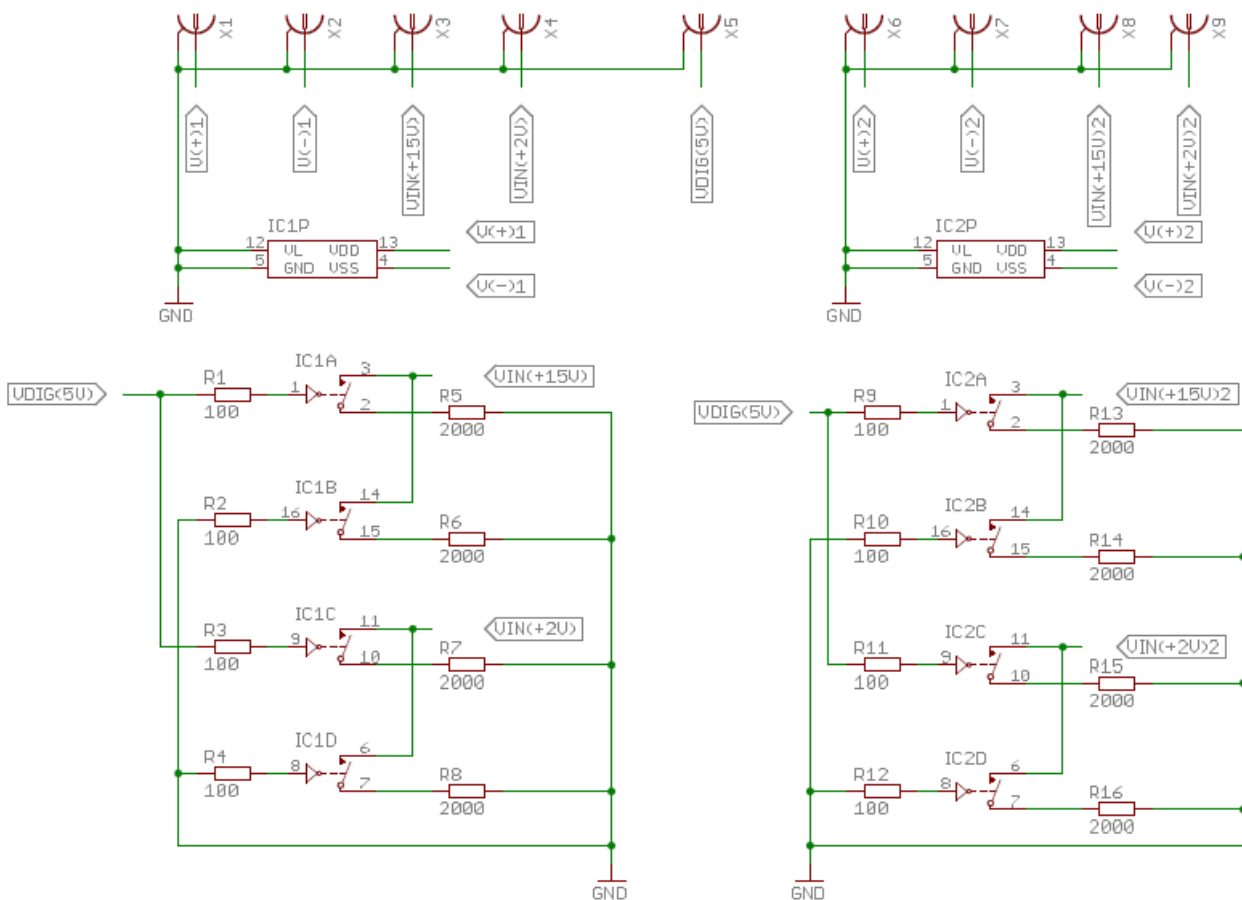 X1
X2
X3
X4
X5
X6
X7
X8
X9
V(+)1
V(-)1
VIN(+15V)
VIN(+2V)
VDIG(5V)
V(+)2
V(-)2
VIN(+15V)2
VIN(+2V)2
IC1P
12 VL VDD 13
5 GND VSS 4
V(+)1
V(-)1
GND
IC2P
12 VL VDD 13
5 GND VSS 4
V(+)2
V(-)2
GND
VDIG(5V)
R1
100
IC1A
1
3
2
VIN(+15V)
R5
2000
R2
100
IC1B
16
14
15
R6
2000
R3
100
IC1C
9
11
10
VIN(+2V)
R7
2000
R4
100
IC1D
8
6
7
R8
2000
GND
VDIG(5V)
R9
100
IC2A
1
3
2
VIN(+15V)2
R13
2000
R10
100
IC2B
16
14
15
R14
2000
R11
100
IC2C
9
11
10
VIN(+2V)2
R15
2000
R12
100
IC2D
8
6
7
R16
2000
GND